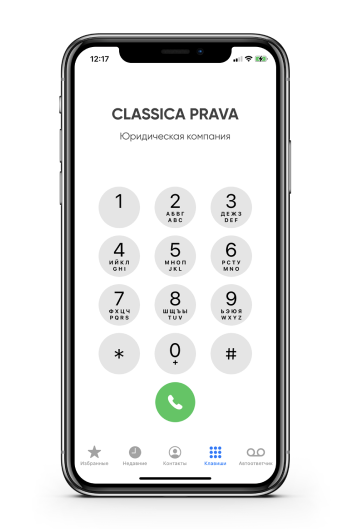 12:17
CLASSICA PRAVA
Юридическая компания
1
2
АБВГ
ABC
3
ДЕЖЗ
DEF
4
ИЙКЛ
GHI
5
МНОП
JKL
6
РСТУ
MNO
7
ФХЦЧ
PQRS
8
ШЩЪЫ
TUV
9
ЬЭЮЯ
WXYZ
*
0
+
#
Избранные
Недавние
Контакты
Клавиши
Автоответчик